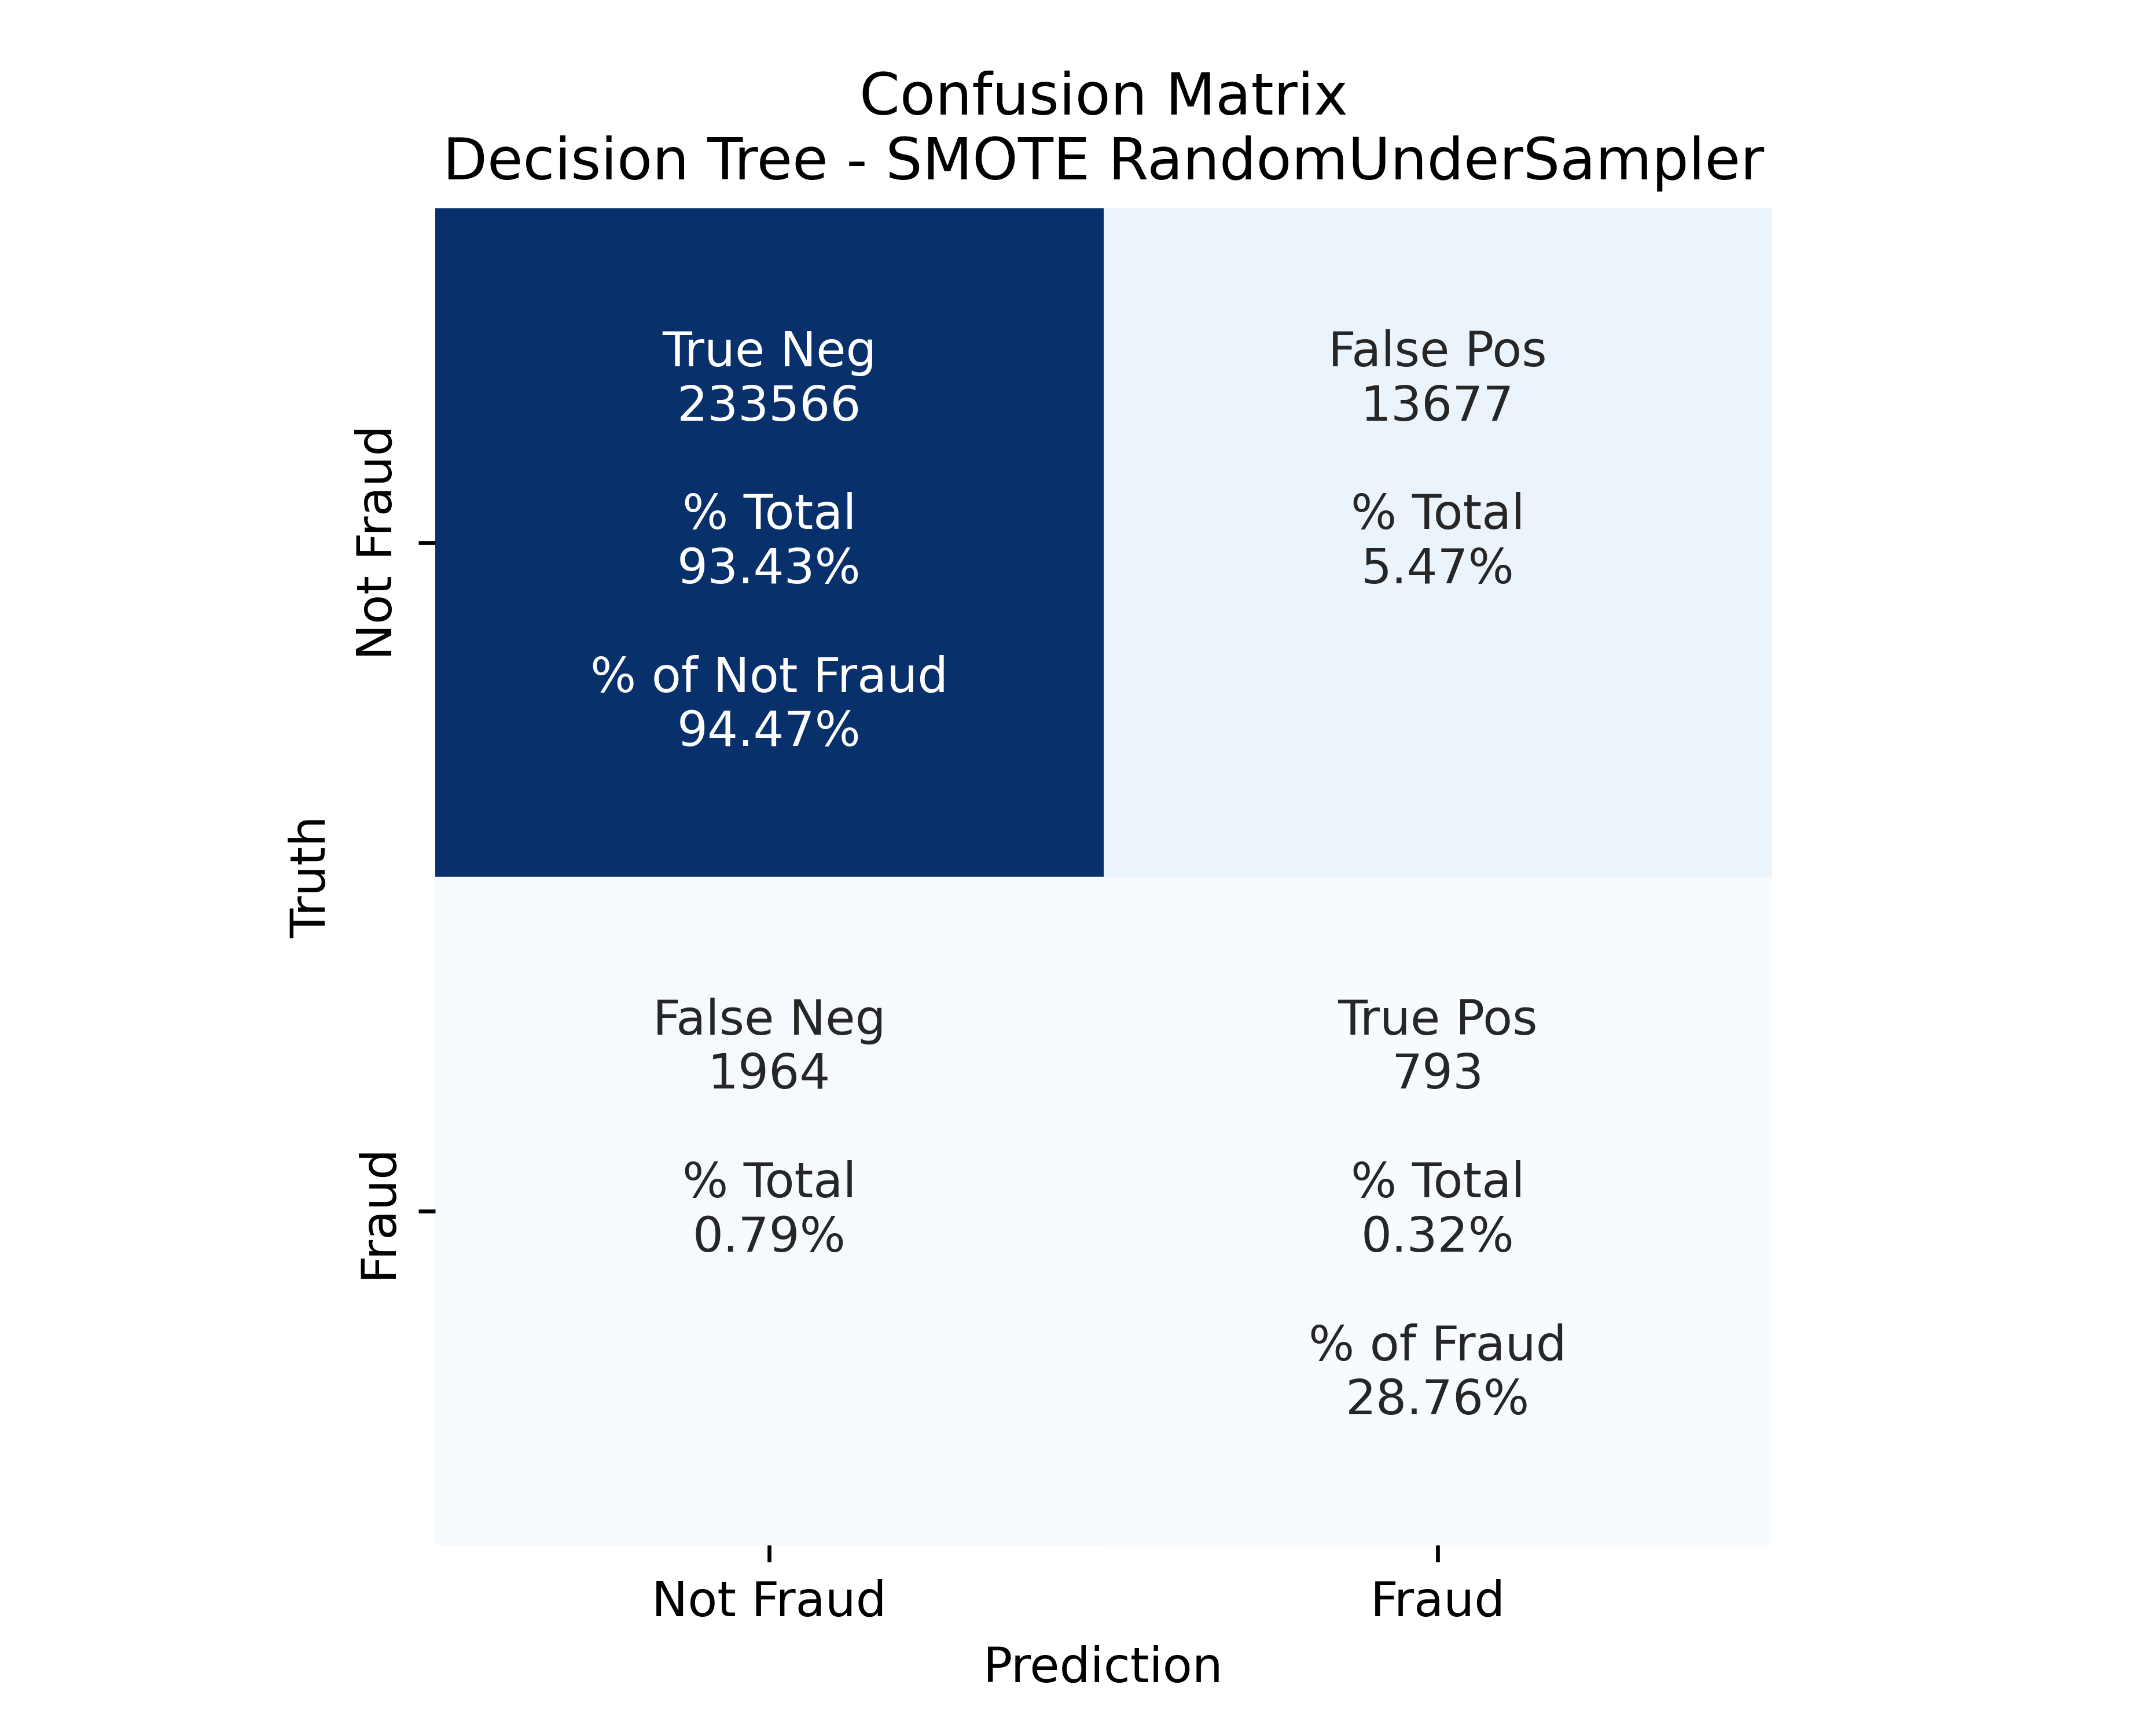 Confusion Matrix
Decision Tree - SMOTE RandomUnderSampler
True Neg
233566
% Total
93.43%
% of Not Fraud
94.47%
False Pos
13677
% Total
5.47%
Not Fraud
Truth
False Neg
1964
% Total
0.79%
True Pos
793
% Total
0.32%
% of Fraud
28.76%
Fraud
Not Fraud
Fraud
Prediction